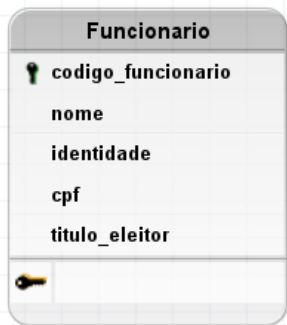 Funcionario
codigo_funcionario
nome
identidade
cpf
titulo_eleitor